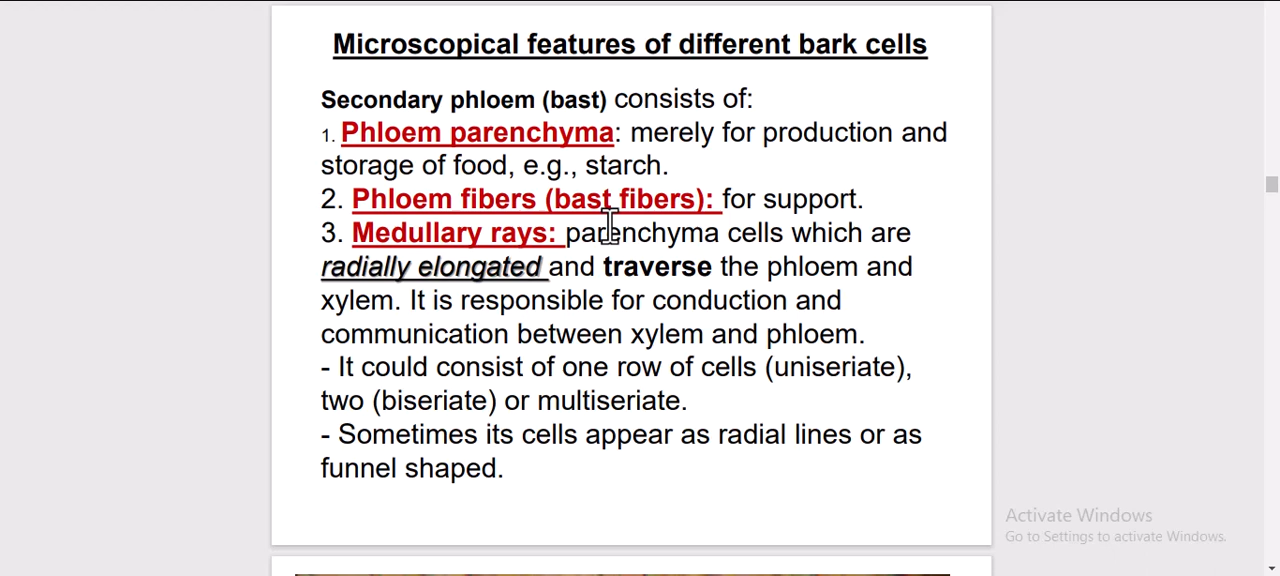 Microscopical features of different bark cells
Secondary phloem (bast) consists of:
1. Phloem parenchyma: merely for production and
storage of food, e.g., starch.
2. Phloem fibers (bast fibers): for support.
3. Medullary rays: parenchyma cells which are
radially elongated and traverse the phloem and
xylem. It is responsible for conduction and
communication between xylem and phloem.
- It could consist of one row of cells (uniseriate),
two (biseriate) or multiseriate.
- Sometimes its cells appear as radial lines or as
funnel shaped.
Activate Windows
Go to Settings to activate Windows.